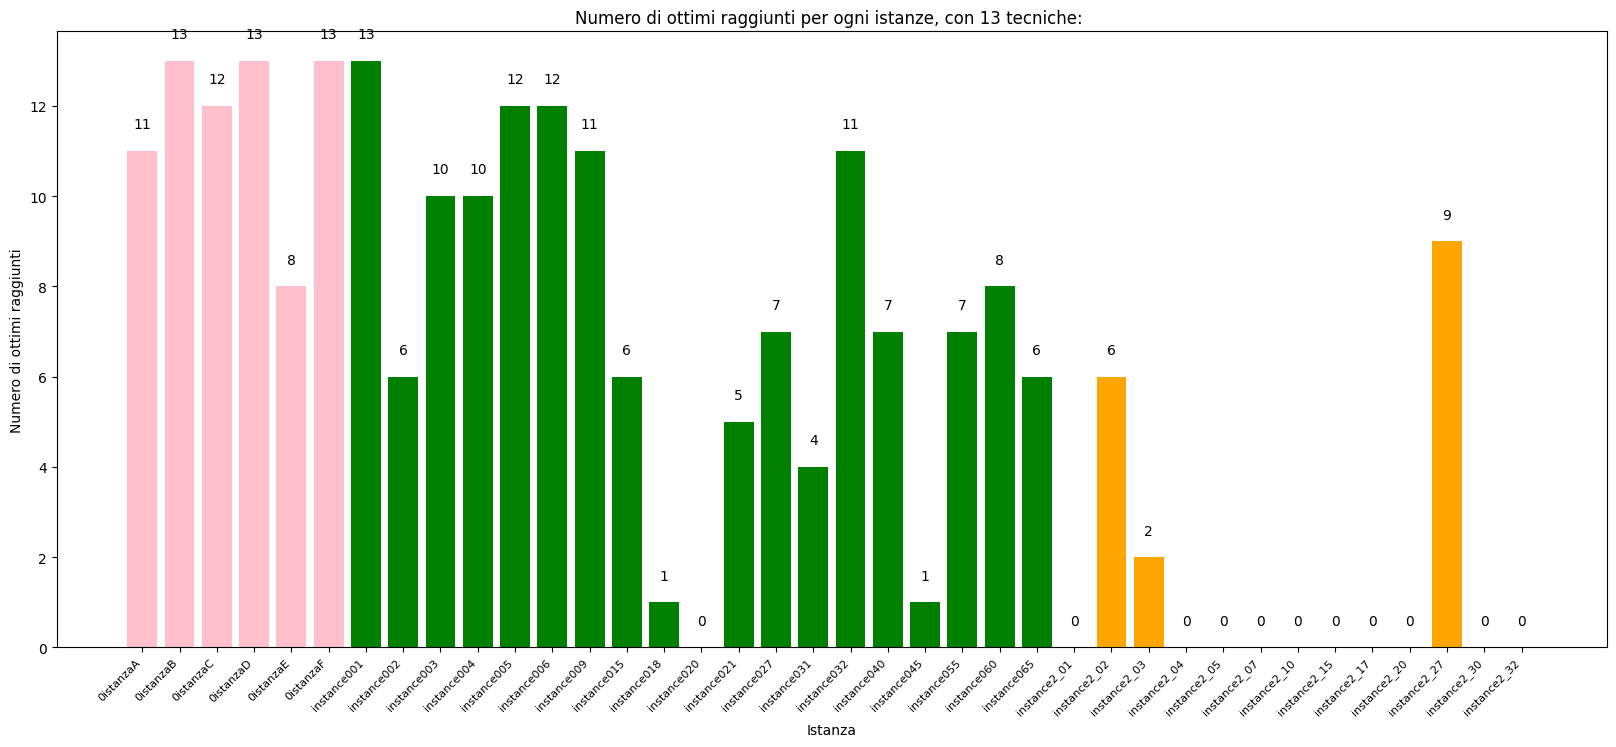 Numero di ottimi raggiunti per ogni istanze, con 13 tecniche:
13 13 13 13
12 12 12
11 11 11
10 10
9
8 8
7 7 7
6 6 6 6 6
5
4
2
1 1
0 0 0 0 0 0 0 0 0 0 0
12
10
8
6
4
2
0
Numero di ottimi raggiunti
0istanzaA
0istanzaB
0istanzaC
0istanzaD
0istanzaE
0istanzaF
instance001
instance002
instance003
instance004
instance005
instance006
instance009
instance015
instance018
instance020
instance021
instance027
instance031
instance032
instance040
instance045
instance055
instance060
instance065
instance2_01
instance2_02
instance2_03
instance2_04
instance2_05
instance2_07
instance2_10
instance2_15
instance2_17
instance2_20
instance2_27
instance2_30
instance2_32
Istanza